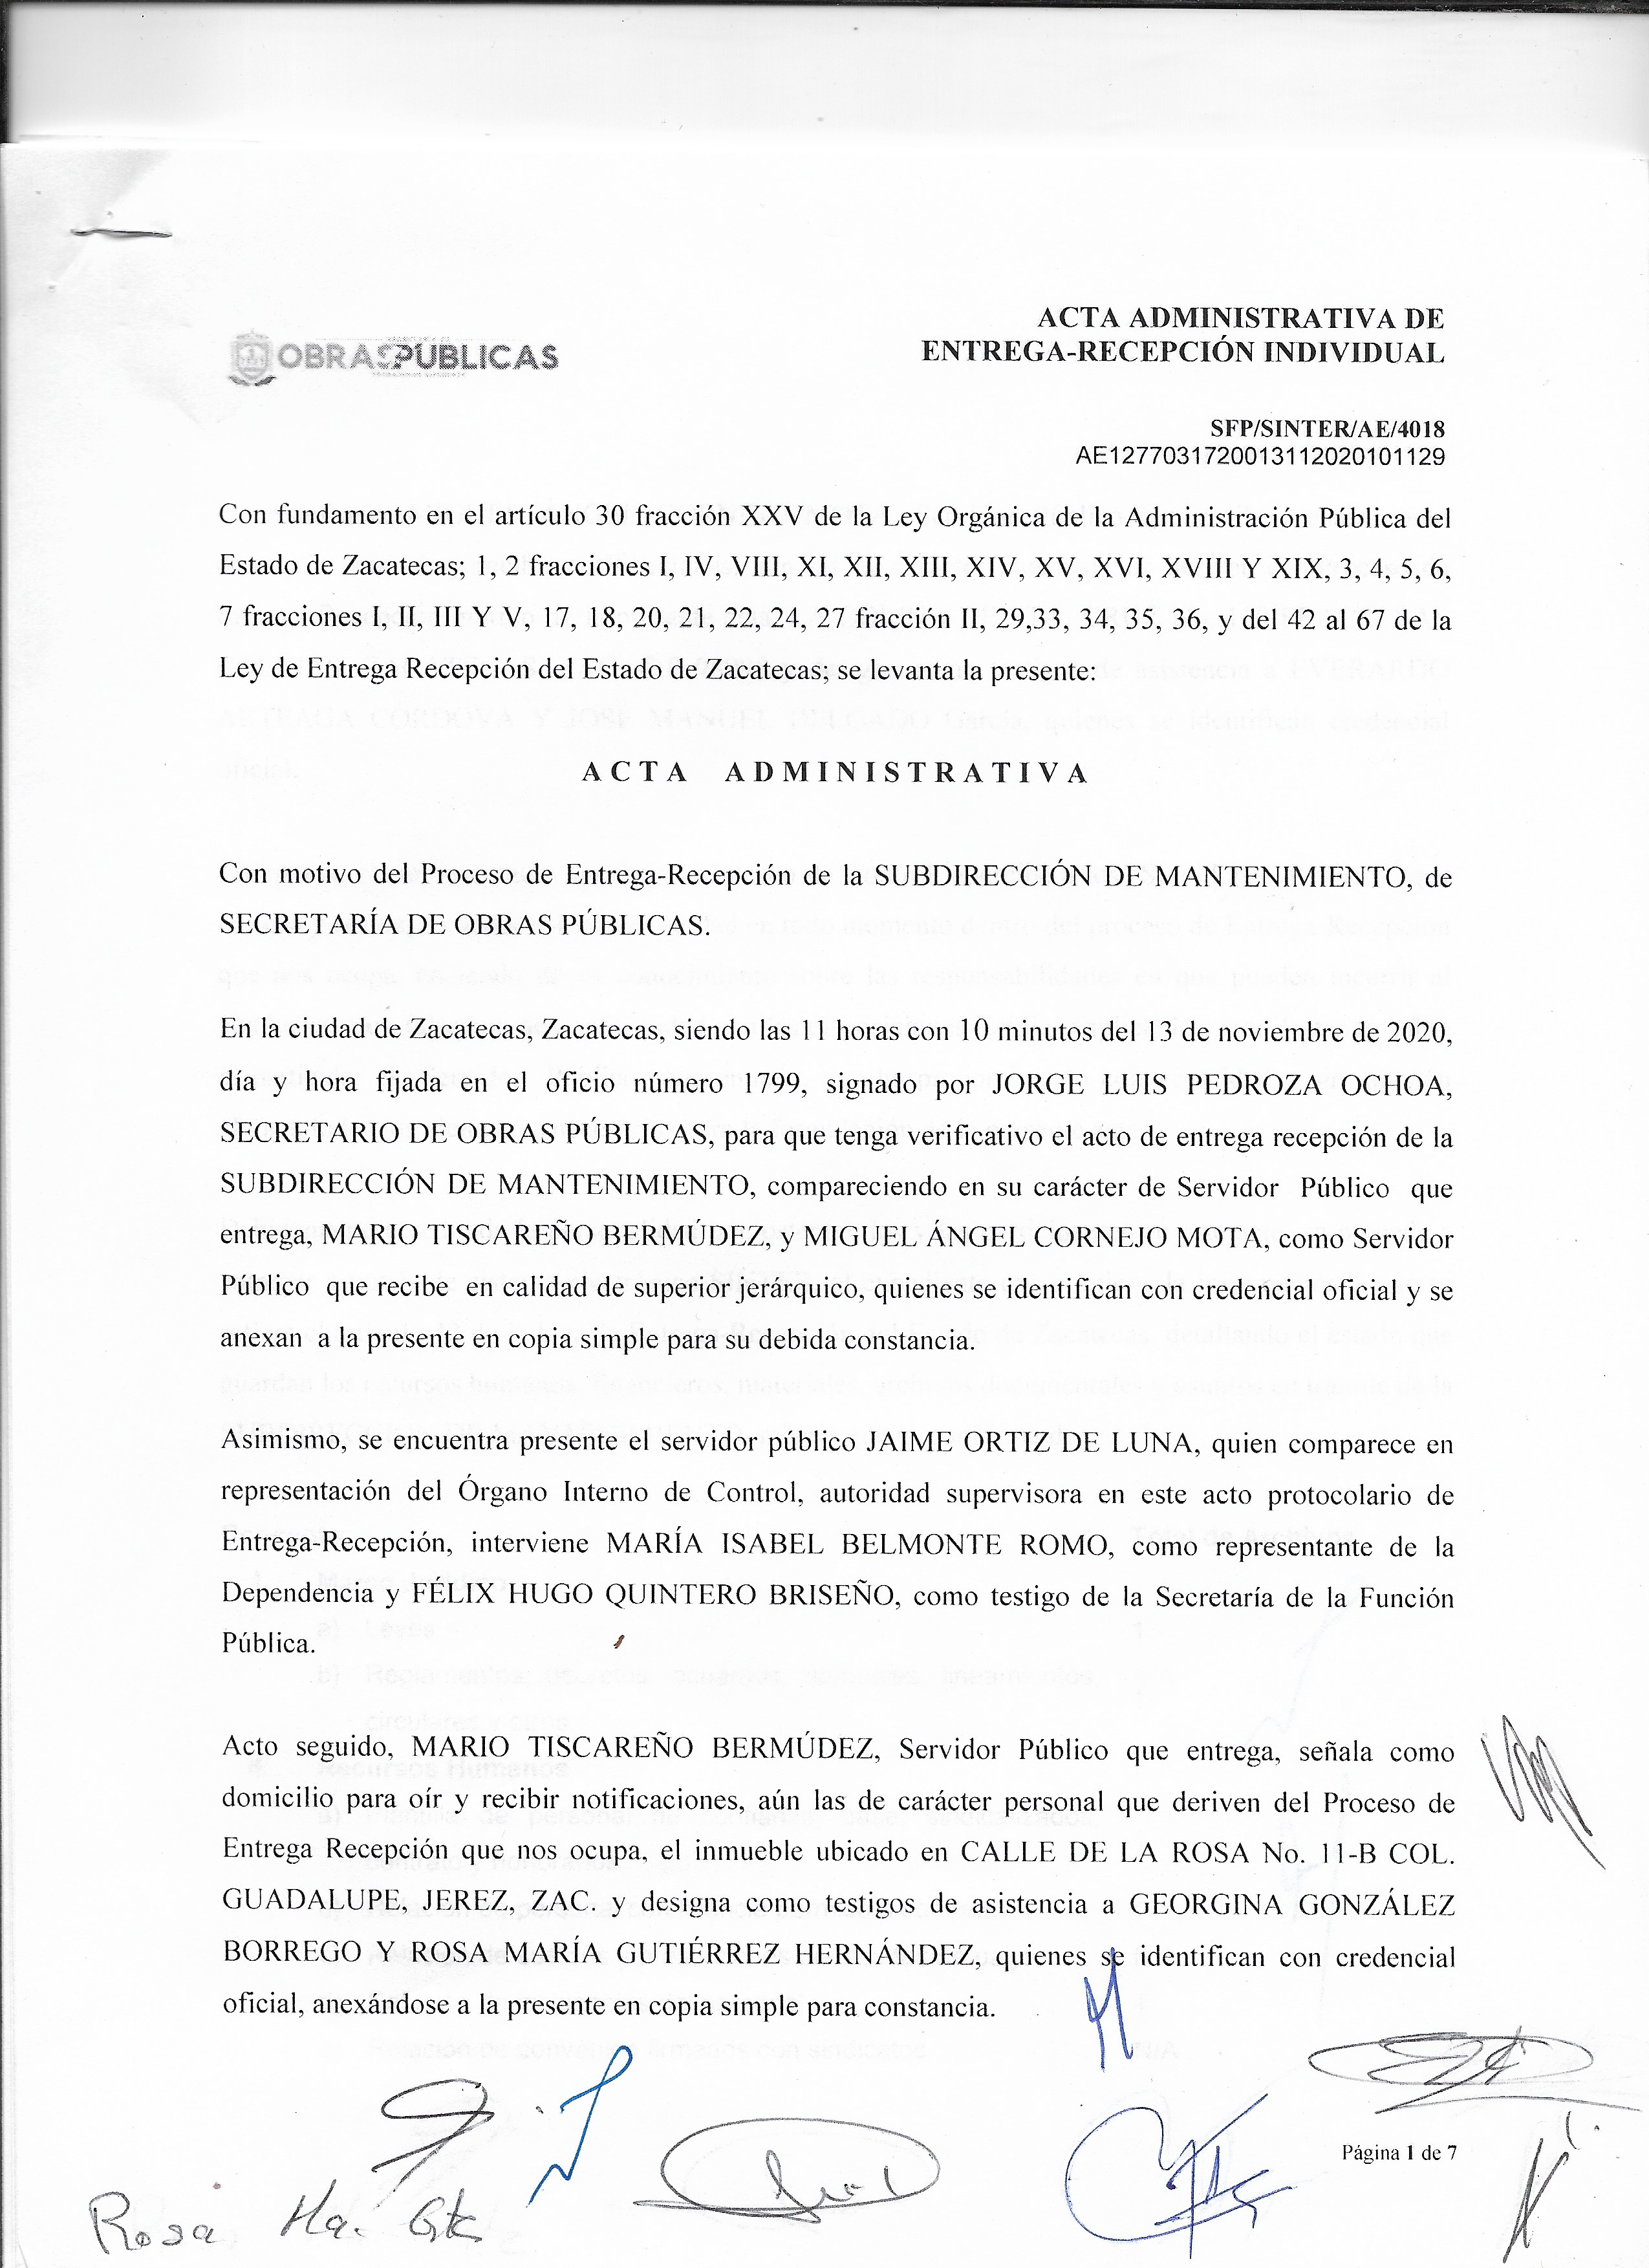 OBRAS PÚBLICAS
ACTA ADMINISTRATIVA DE
ENTREGA-RECEPCIÓN INDIVIDUAL
SFP/SINTER/AE/4018
AE1277031720013112020101129
Con fundamento en el artículo 30 fracción XXV de la Ley Orgánica de la Administración Pública del
Estado de Zacatecas; 1, 2 fracciones I, IV, VIII, XI, XII, XIII, XIV, XV, XVI, XVIII Y XIX, 3, 4, 5, 6,
7 fracciones I, II, III Y V, 17, 18, 20, 21, 22, 24, 27 fracción II, 29,33, 34, 35, 36, y del 42 al 67 de la
Ley de Entrega Recepción del Estado de Zacatecas; se levanta la presente:
ACTA ADMINISTRATIVA
Con motivo del Proceso de Entrega-Recepción de la SUBDIRECCIÓN DE MANTENIMIENTO, de
SECRETARÍA DE OBRAS PÚBLICAS.
En la ciudad de Zacatecas, Zacatecas, siendo las 11 horas con 10 minutos del 13 de noviembre de 2020,
día y hora fijada en el oficio número 1799, signado por JORGE LUIS PEDROZA OCHOA,
SECRETARIO DE OBRAS PÚBLICAS, para que tenga verificativo el acto de entrega recepción de la
SUBDIRECCIÓN DE MANTENIMIENTO, compareciendo en su carácter de Servidor Público que
entrega, MARIO TISCAREÑO BERMÚDEZ, y MIGUEL ÁNGEL CORNEJO MOTA, como Servidor
Público que recibe en calidad de superior jerárquico, quienes se identifican con credencial oficial y se
anexan a la presente en copia simple para su debida constancia.
Asimismo, se encuentra presente el servidor público JAIME ORTIZ DE LUNA, quien comparece en
representación del Órgano Interno de Control, autoridad supervisora en este acto protocolario de
Entrega-Recepción, interviene MARÍA ISABEL BELMONTE ROMO, como representante de la
Dependencia y FÉLIX HUGO QUINTERO BRISEÑO, como testigo de la Secretaría de la Función
Pública.
Acto seguido, MARIO TISCAREÑO BERMÚDEZ, Servidor Público que entrega, señala como
domicilio para oír y recibir notificaciones, aún las de carácter personal que deriven del Proceso de
Entrega Recepción que nos ocupa, el inmueble ubicado en CALLE DE LA ROSA No. 11-B COL.
GUADALUPE, JEREZ, ZAC. y designa como testigos de asistencia a GEORGINA GONZÁLEZ
BORREGO Y ROSA MARÍA GUTIÉRREZ HERNÁNDEZ, quienes se identifican con credencial
oficial, anexándose a la presente en copia simple para constancia.
Página 1 de 7
Rosa Ma.